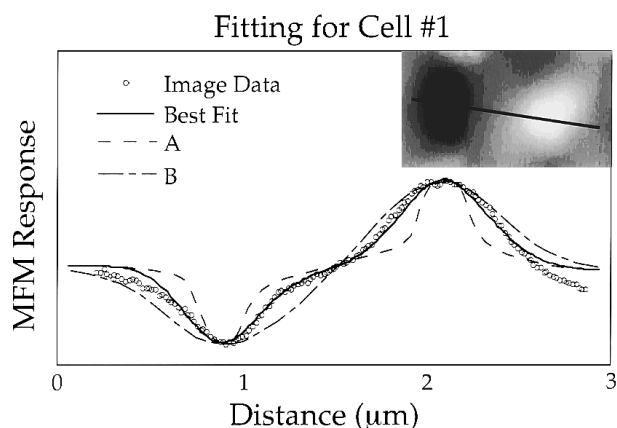 Fitting for Cell #1
Image Data
Best Fit
A
B
MFM Response
0
1
2
3
Distance (μm)